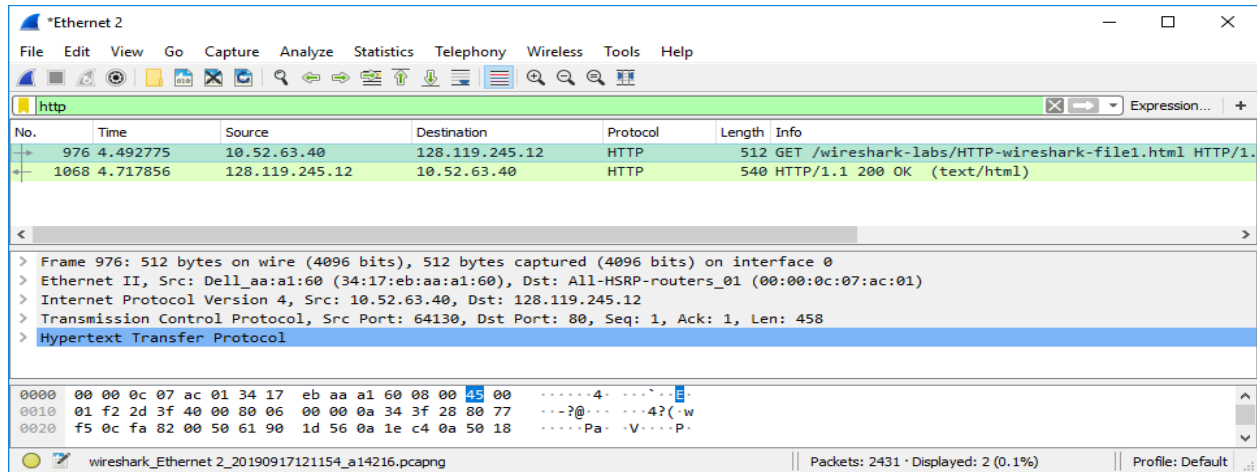 *Ethernet 2
File Edit View Go Capture Analyze Statistics Telephony Wireless Tools Help
http Expression... +
No. Time Source Destination Protocol Length Info
976 4.492775 10.52.63.40 128.119.245.12 HTTP 512 GET /wireshark-labs/HTTP-wireshark-file1.html HTTP/1.
1068 4.717856 128.119.245.12 10.52.63.40 HTTP 540 HTTP/1.1 200 OK (text/html)
> Frame 976: 512 bytes on wire (4096 bits), 512 bytes captured (4096 bits) on interface 0
> Ethernet II, Src: Dell_aa:a1:60 (34:17:eb:aa:a1:60), Dst: All-HSRP-routers_01 (00:00:0c:07:ac:01)
> Internet Protocol Version 4, Src: 10.52.63.40, Dst: 128.119.245.12
> Transmission Control Protocol, Src Port: 64130, Dst Port: 80, Seq: 1, Ack: 1, Len: 458
> Hypertext Transfer Protocol
0000 00 00 0c 07 ac 01 34 17 eb aa a1 60 08 00 45 00 ······4· ···`··E·
0010 01 f2 2d 3f 40 00 80 06 00 00 0a 34 3f 28 80 77 ··-?@··· ···4?(·w
0020 f5 0c fa 82 00 50 61 90 1d 56 0a 1e c4 0a 50 18 ·····Pa· ·V····P·
wireshark_Ethernet 2_20190917121154_a14216.pcapng Packets: 2431 · Displayed: 2 (0.1%) Profile: Default